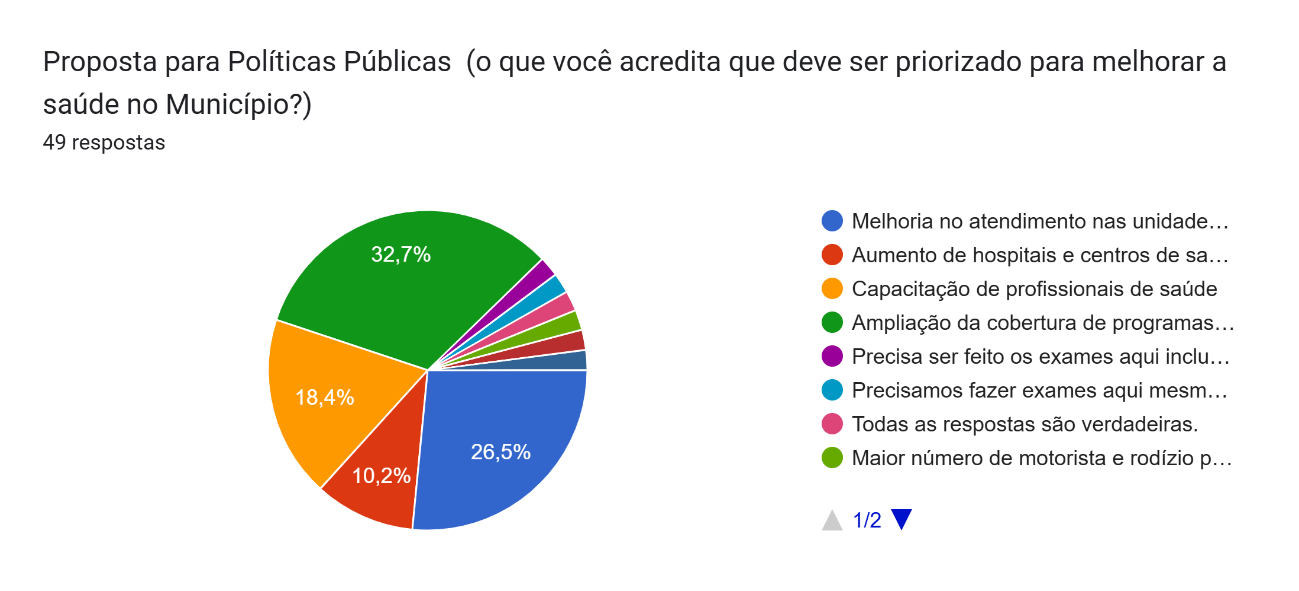 Proposta para Políticas Públicas  (o que você acredita que deve ser priorizado para melhorar a
saúde no Município?)
49 respostas
32,7%
18,4%
10,2%
26,5%
Melhoria no atendimento nas unidade…
Aumento de hospitais e centros de sa…
Capacitação de profissionais de saúde
Ampliação da cobertura de programas…
Precisa ser feito os exames aqui inclu…
Precisamos fazer exames aqui mesm…
Todas as respostas são verdadeiras.
Maior número de motorista e rodízio p…
1/2